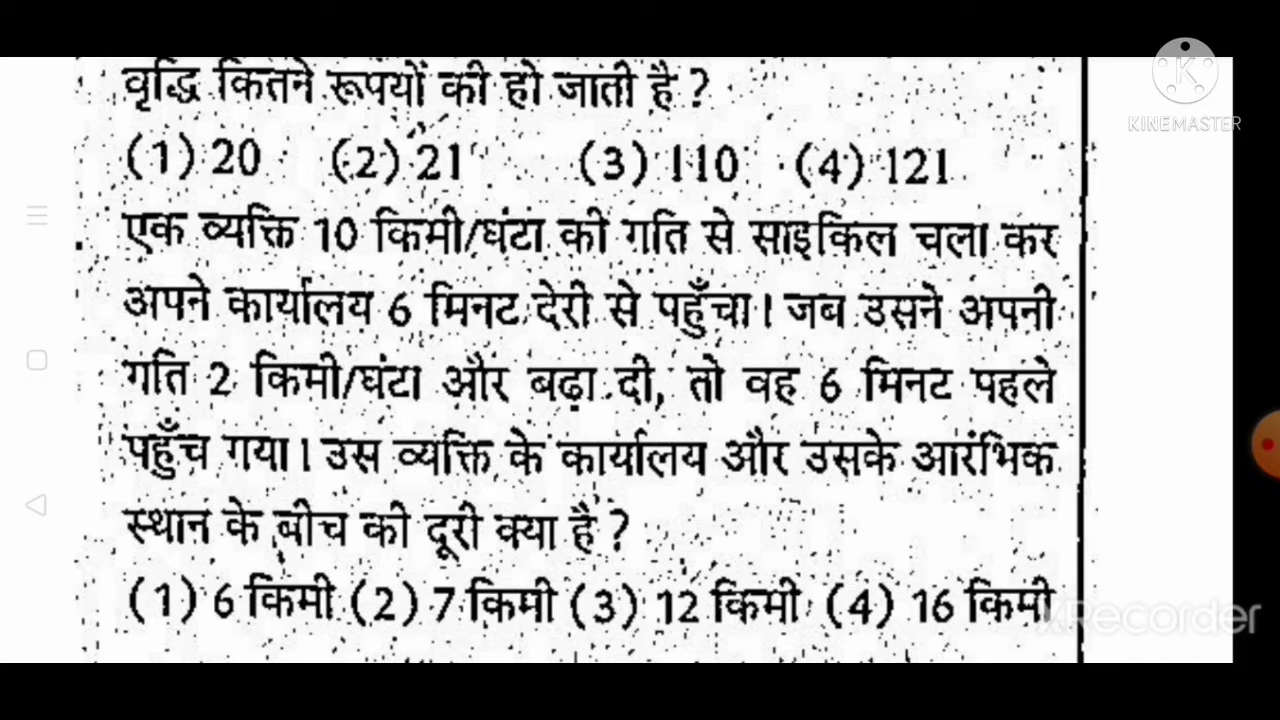 वृद्धि कितने रूपयों की हो जाती है ?
(1) 20 (2) 21 (3) 110 (4) 121
KINEMASTER
एक व्यक्ति 10 किमी/घंटा की गति से साइकिल चला कर
अपने कार्यालय 6 मिनट देरी से पहुँचा। जब उसने अपनी
गति 2 किमी/घंटा और बढ़ा दी, तो वह 6 मिनट पहले
पहुँच गया। उस व्यक्ति के कार्यालय और उसके आरंभिक
स्थान के बीच की दूरी क्या है ?
(1) 6 किमी (2) 7 किमी (3) 12 किमी (4) 16 किमी
XRecorder